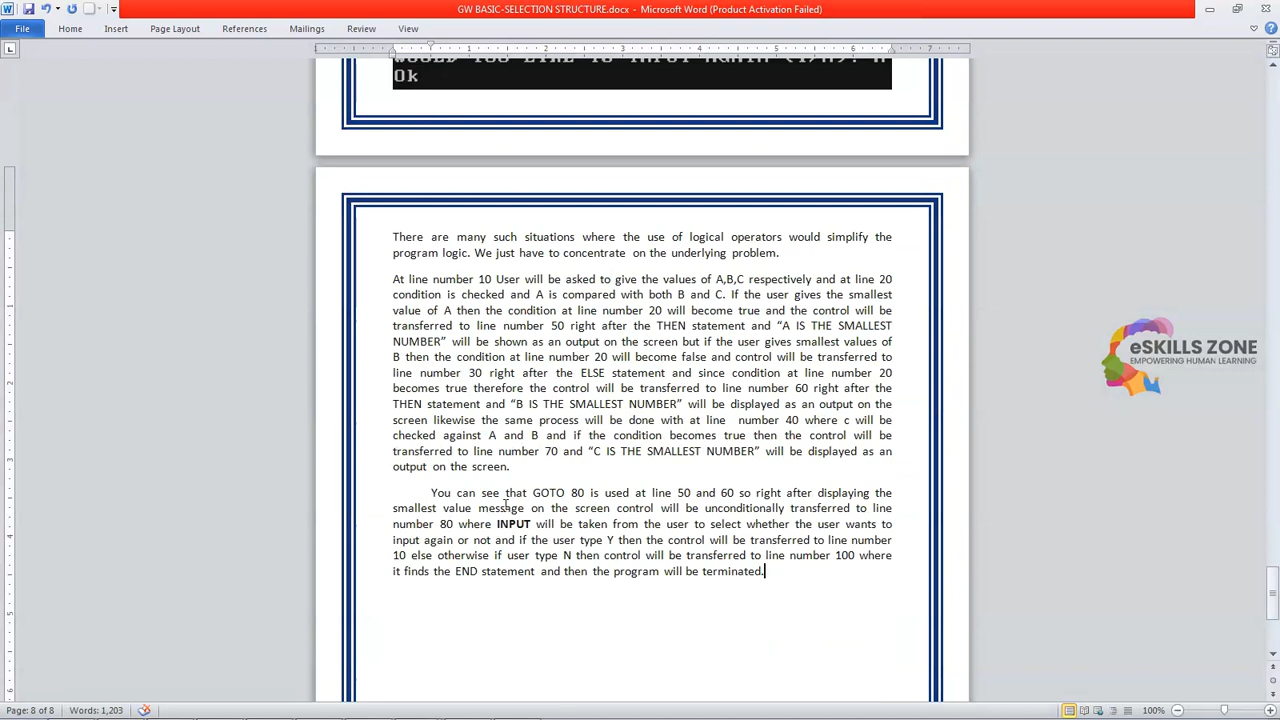 GW BASIC-SELECTION STRUCTURE.docx - Microsoft Word (Product Activation Failed)
File Home Insert Page Layout References Mailings Review View
1 2 3 4 5 6 7
WOULD YOU LIKE TO INPUT AGAIN (Y/N)? N
Ok
There are many such situations where the use of logical operators would simplify the
program logic. We just have to concentrate on the underlying problem.
At line number 10 User will be asked to give the values of A,B,C respectively and at line 20
condition is checked and A is compared with both B and C. If the user gives the smallest
value of A then the condition at line number 20 will become true and the control will be
transferred to line number 50 right after the THEN statement and “A IS THE SMALLEST
NUMBER” will be shown as an output on the screen but if the user gives smallest values of
B then the condition at line number 20 will become false and control will be transferred to
line number 30 right after the ELSE statement and since condition at line number 20
becomes true therefore the control will be transferred to line number 60 right after the
THEN statement and “B IS THE SMALLEST NUMBER” will be displayed as an output on the
screen likewise the same process will be done with at line number 40 where c will be
checked against A and B and if the condition becomes true then the control will be
transferred to line number 70 and “C IS THE SMALLEST NUMBER” will be displayed as an
output on the screen.
You can see that GOTO 80 is used at line 50 and 60 so right after displaying the
smallest value message on the screen control will be unconditionally transferred to line
number 80 where INPUT will be taken from the user to select whether the user wants to
input again or not and if the user type Y then the control will be transferred to line number
10 else otherwise if user type N then control will be transferred to line number 100 where
it finds the END statement and then the program will be terminated.
eSKILLS ZONE
EMPOWERING HUMAN LEARNING
Page: 8 of 8 Words: 1,203 100%